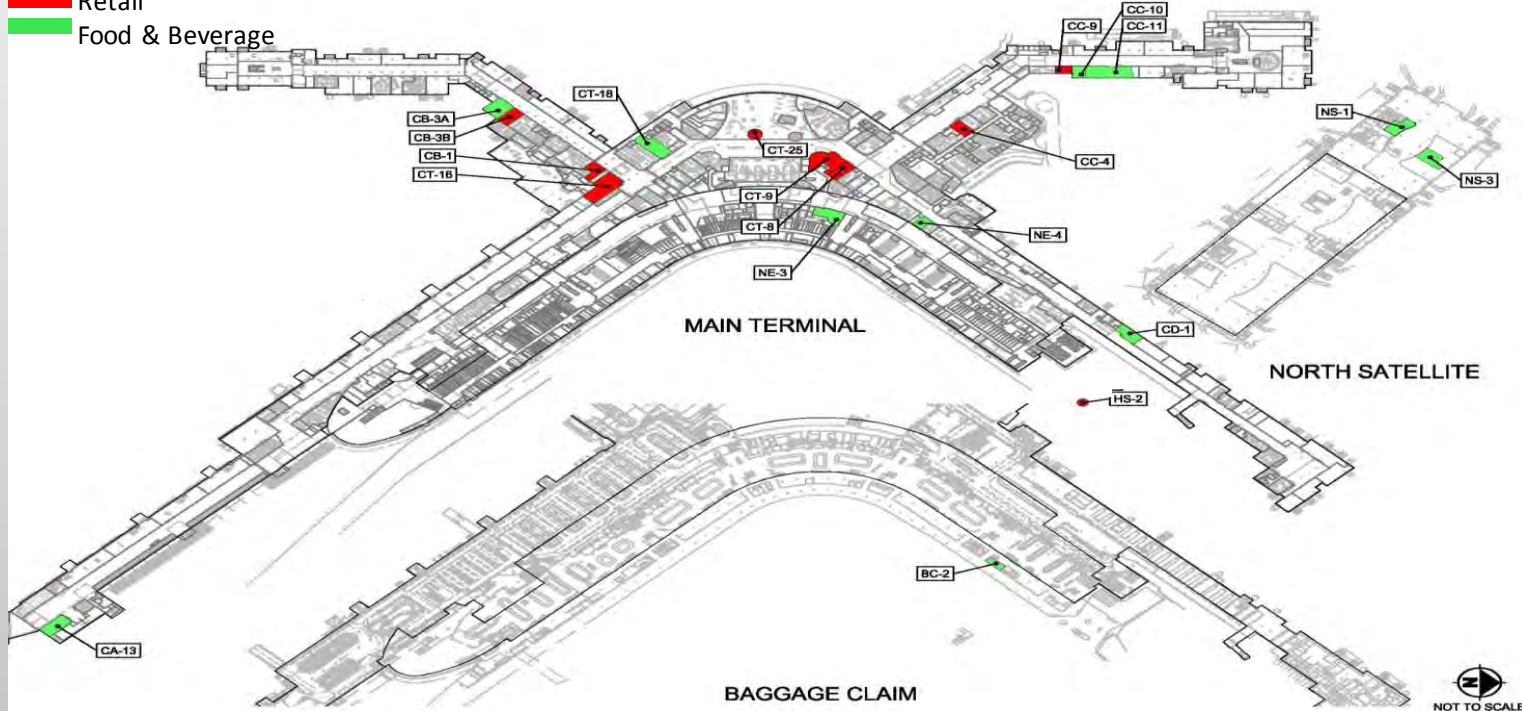 Retail
Food & Beverage
CC-10
CC-9
CC-11
CT-18
CB-3A
CB-3B
CB-1
CT-16
CT-25
CC-4
NS-1
NS-3
CT-9
CT-8
NE-4
NE-3
MAIN TERMINAL
CD-1
NORTH SATELLITE
HS-2
BC-2
CA-13
BAGGAGE CLAIM
N
NOT TO SCALE